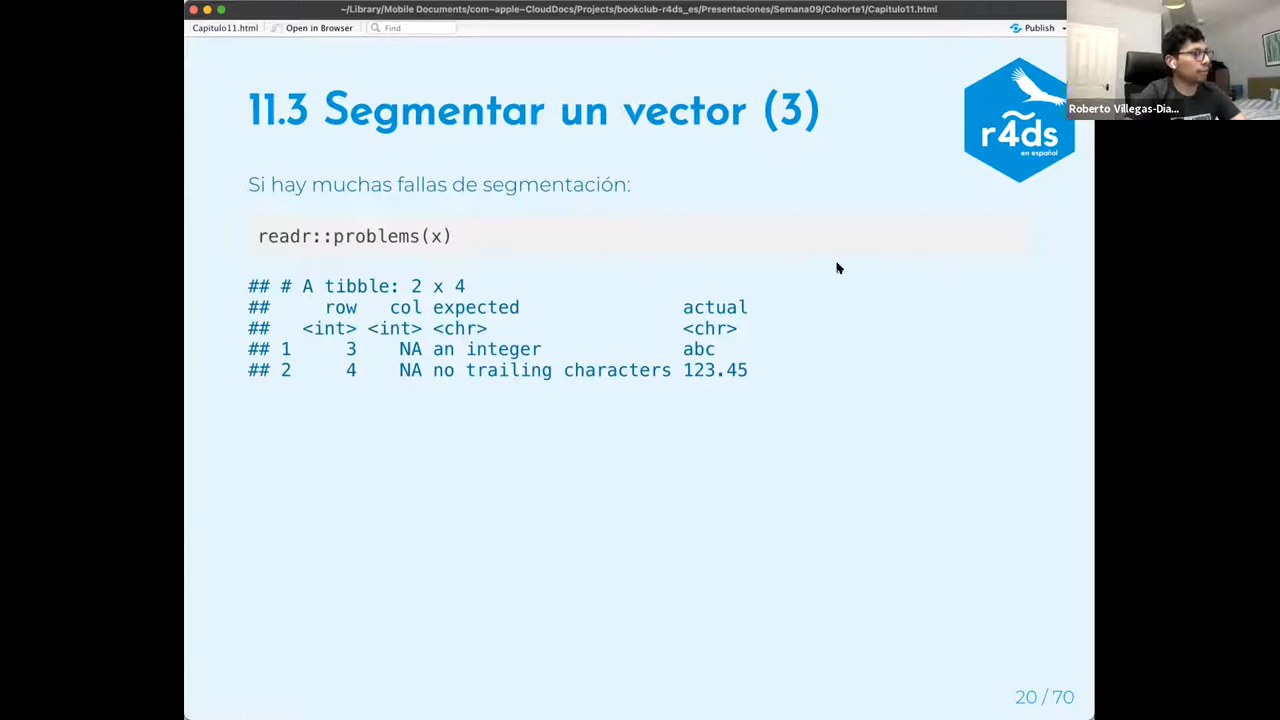 ~/Library/Mobile Documents/com~apple~CloudDocs/Projects/bookclub-r4ds_es/Presentaciones/Semana09/Cohorte1/Capitulo11.html
Capitulo11.html Open in Browser Find Publish
11.3 Segmentar un vector (3)
r4ds
en español
Roberto Villegas-Dia...
Si hay muchas fallas de segmentación:
readr::problems(x)
## # A tibble: 2 x 4
## row col expected actual
## <int> <int> <chr> <chr>
## 1 3 NA an integer abc
## 2 4 NA no trailing characters 123.45
20 / 70